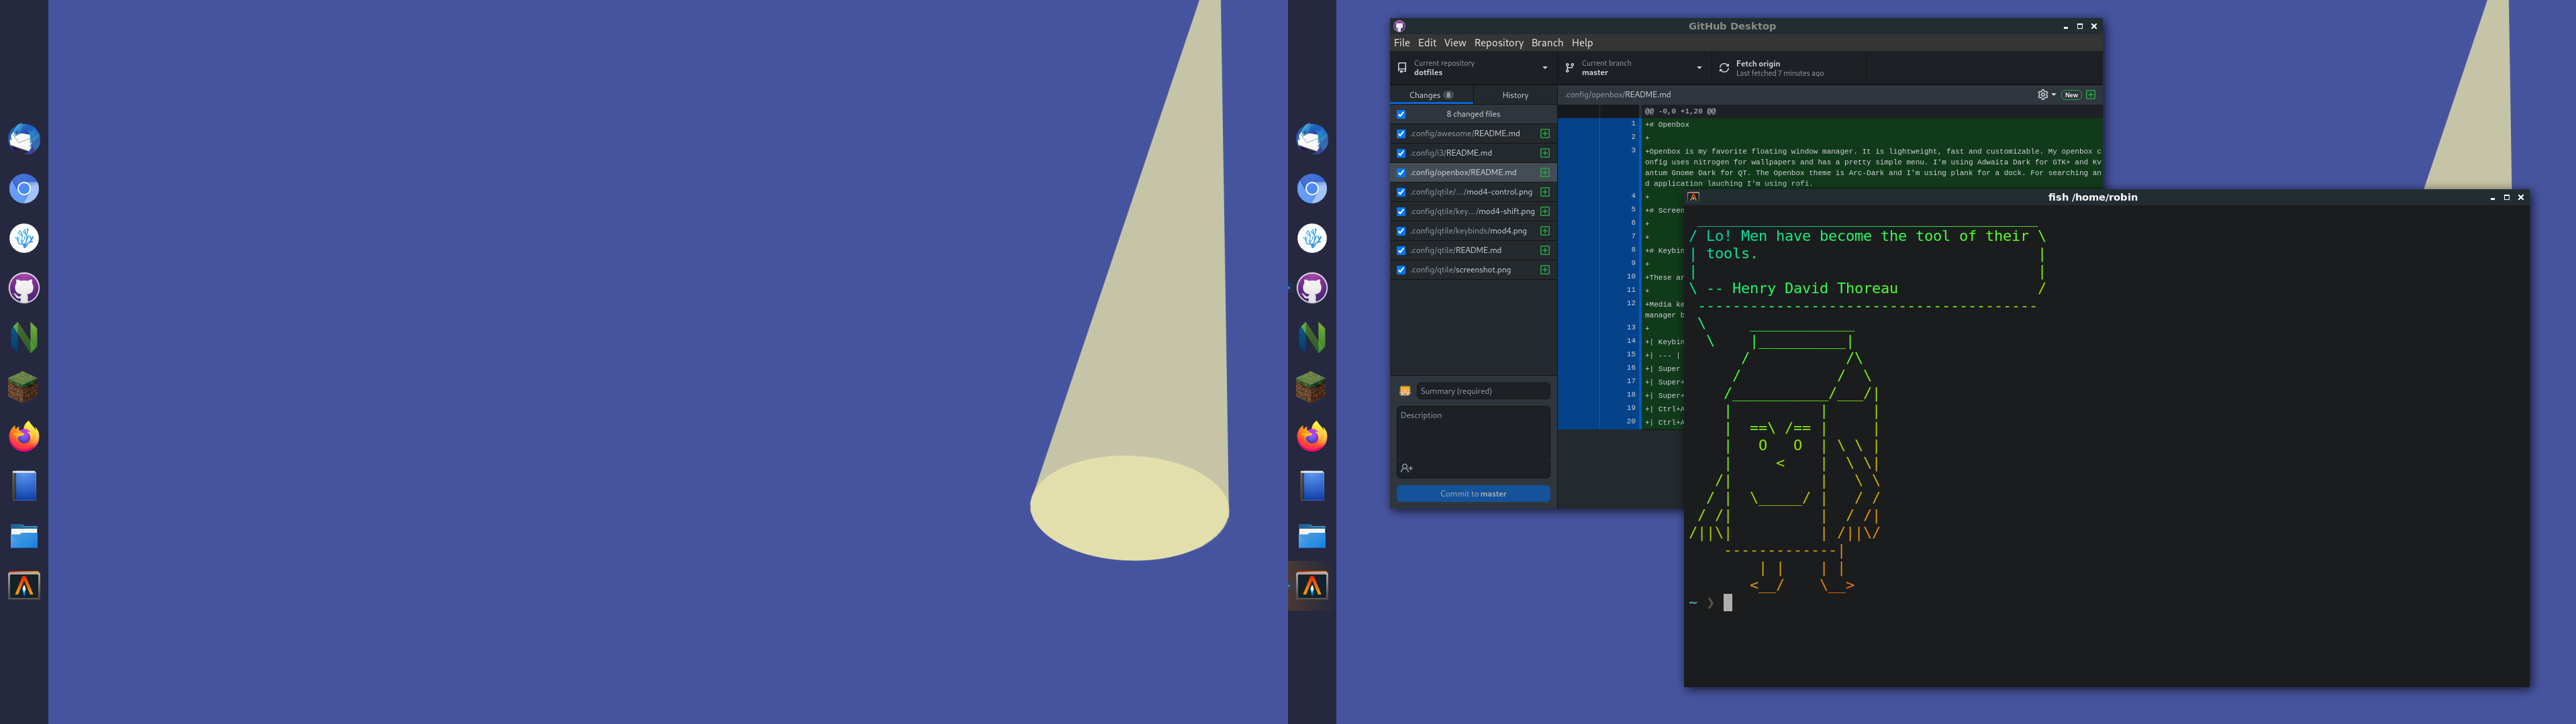 GitHub Desktop
File Edit View Repository Branch Help
Current repository
dotfiles
Current branch
master
Fetch origin
Last fetched 7 minutes ago
Changes 8 History
8 changed files
.config/awesome/README.md
.config/i3/README.md
.config/openbox/README.md
.config/qtile/.../mod4-control.png
.config/qtile/key.../mod4-shift.png
.config/qtile/keybinds/mod4.png
.config/qtile/README.md
.config/qtile/screenshot.png
Summary (required)
Description
Commit to master
.config/openbox/README.md
New
@@ -0,0 +1,20 @@
1 +# Openbox
2 +
3 +Openbox is my favorite floating window manager. It is lightweight, fast and customizable. My openbox c
onfig uses nitrogen for wallpapers and has a pretty simple menu. I'm using Adwaita Dark for GTK+ and Kv
antum Gnome Dark for QT. The Openbox theme is Arc-Dark and I'm using plank for a dock. For searching an
d application lauching I'm using rofi.
4 +
5 +# Screen
6 +
7 +
8 +# Keybin
9 +
10 +These ar
11 +
12 +Media ke
manager b
13 +
14 +| Keybin
15 +| --- |
16 +| Super
17 +| Super+
18 +| Super+
19 +| Ctrl+A
20 +| Ctrl+A
fish /home/robin
/ Lo! Men have become the tool of their \
| tools. |
| |
\ -- Henry David Thoreau /
~ ❯